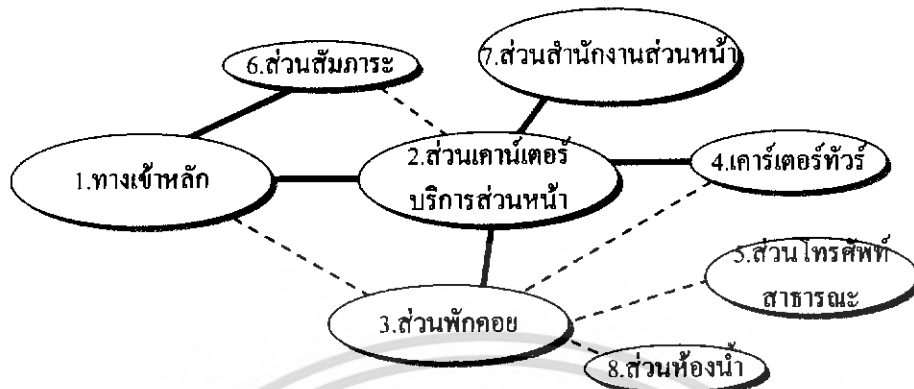 6.ส่วนสัมภาระ
7.ส่วนสำนักงานส่วนหน้า
1.ทางเข้าหลัก
2.ส่วนเคาน์เตอร์
บริการส่วนหน้า
4.เคาร์เตอร์ทัวร์
5.ส่วนโทรศัพท์
สาธารณะ
3.ส่วนพักคอย
8.ส่วนห้องน้ำ